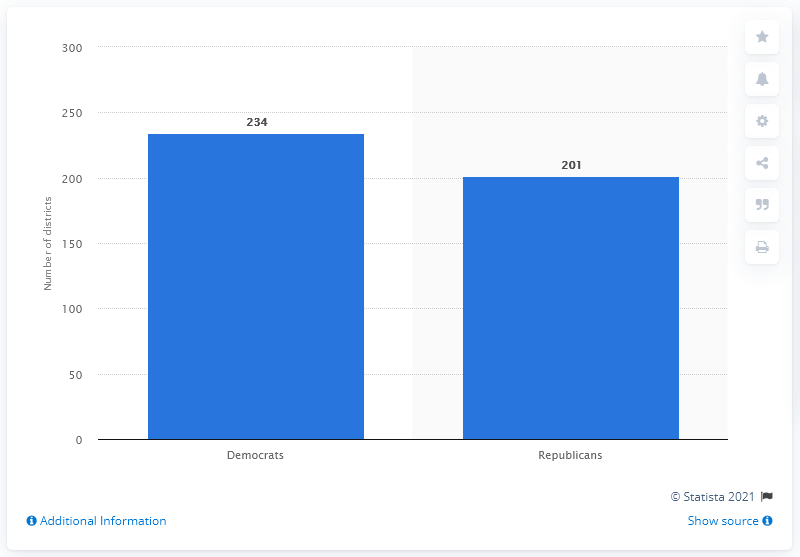 300
250
234
201
200
150
100
50
0
Number of districts
Democrats
Republicans
© Statista 2021
Additional Information
Show source